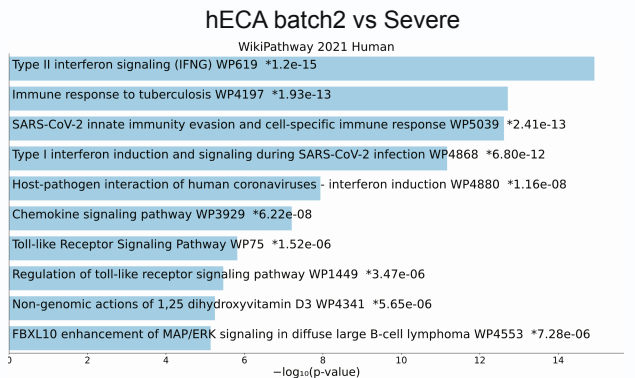 hECA batch2 vs Severe
WikiPathway 2021 Human
Type II interferon signaling (IFNG) WP619 *1.2e-15
Immune response to tuberculosis WP4197 *1.93e-13
SARS-CoV-2 innate immunity evasion and cell-specific immune response WP5039 *2.41e-13
Type I interferon induction and signaling during SARS-CoV-2 infection WP4868 *6.80e-12
Host-pathogen interaction of human coronaviruses - interferon induction WP4880 *1.16e-08
Chemokine signaling pathway WP3929 *6.22e-08
Toll-like Receptor Signaling Pathway WP75 *1.52e-06
Regulation of toll-like receptor signaling pathway WP1449 *3.47e-06
Non-genomic actions of 1,25 dihydroxyvitamin D3 WP4341 *5.65e-06
FBXL10 enhancement of MAP/ERK signaling in diffuse large B-cell lymphoma WP4553 *7.28e-06
0 2 4 6 8 10 12 14
−log₁₀(p-value)